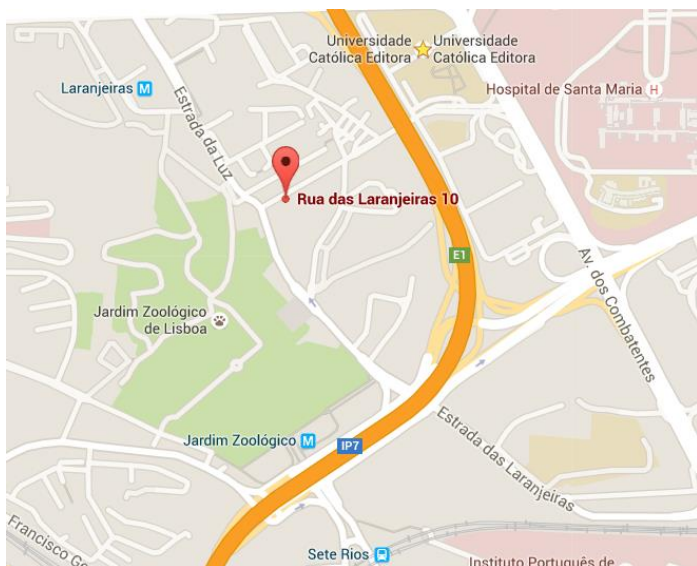 Universidade
Católica Editora
Universidade
Católica Editora
Laranjeiras M
Hospital de Santa Maria H
Estrada da Luz
Rua das Laranjeiras 10
E1
Av. dos Combatentes
Jardim Zoológico
de Lisboa
Jardim Zoológico M
IP7
Estrada das Laranjeiras
Francisco Ge
Sete Rios
Instituto Português de